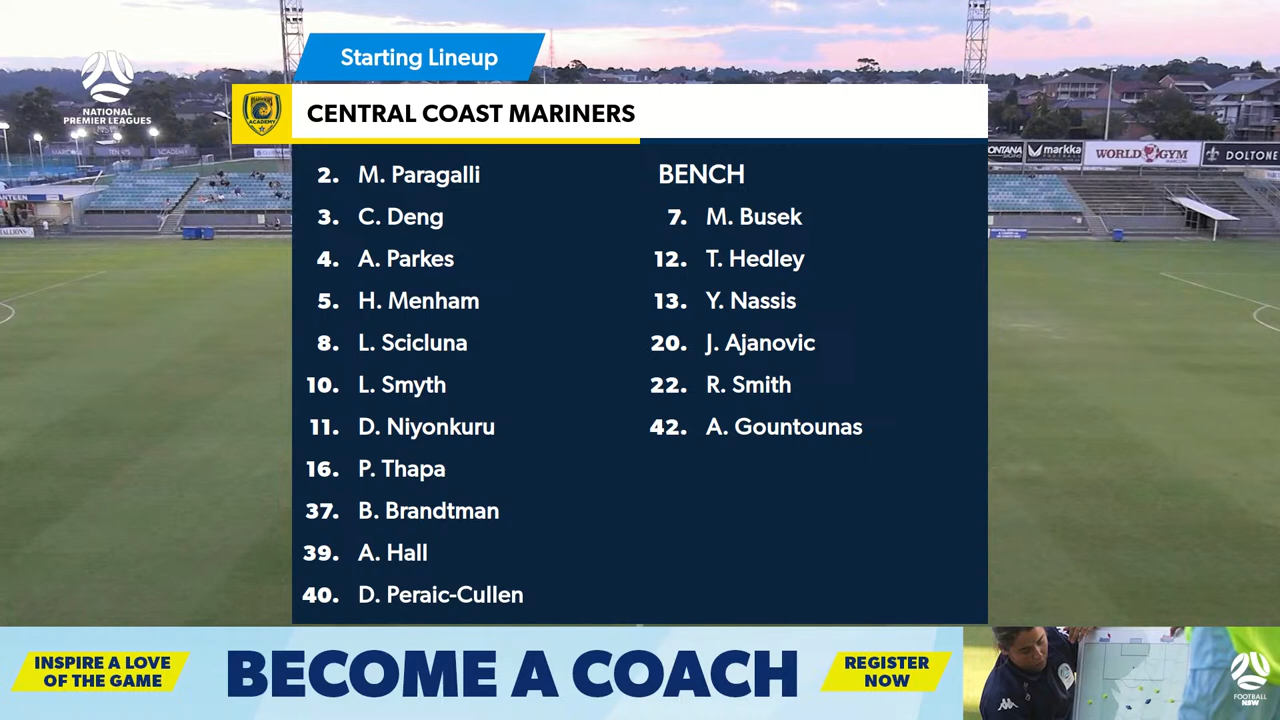 Starting Lineup
NATIONAL
PREMIER LEAGUES
ACADEMY
CENTRAL COAST MARINERS
2. M. Paragalli
3. C. Deng
4. A. Parkes
5. H. Menham
8. L. Scicluna
10. L. Smyth
11. D. Niyonkuru
16. P. Thapa
37. B. Brandtman
39. A. Hall
40. D. Peraic-Cullen
BENCH
7. M. Busek
12. T. Hedley
13. Y. Nassis
20. J. Ajanovic
22. R. Smith
42. A. Gountounas
markka
WORLD GYM
DOLTONE
INSPIRE A LOVE
OF THE GAME
BECOME A COACH
REGISTER
NOW
FOOTBALL
NSW